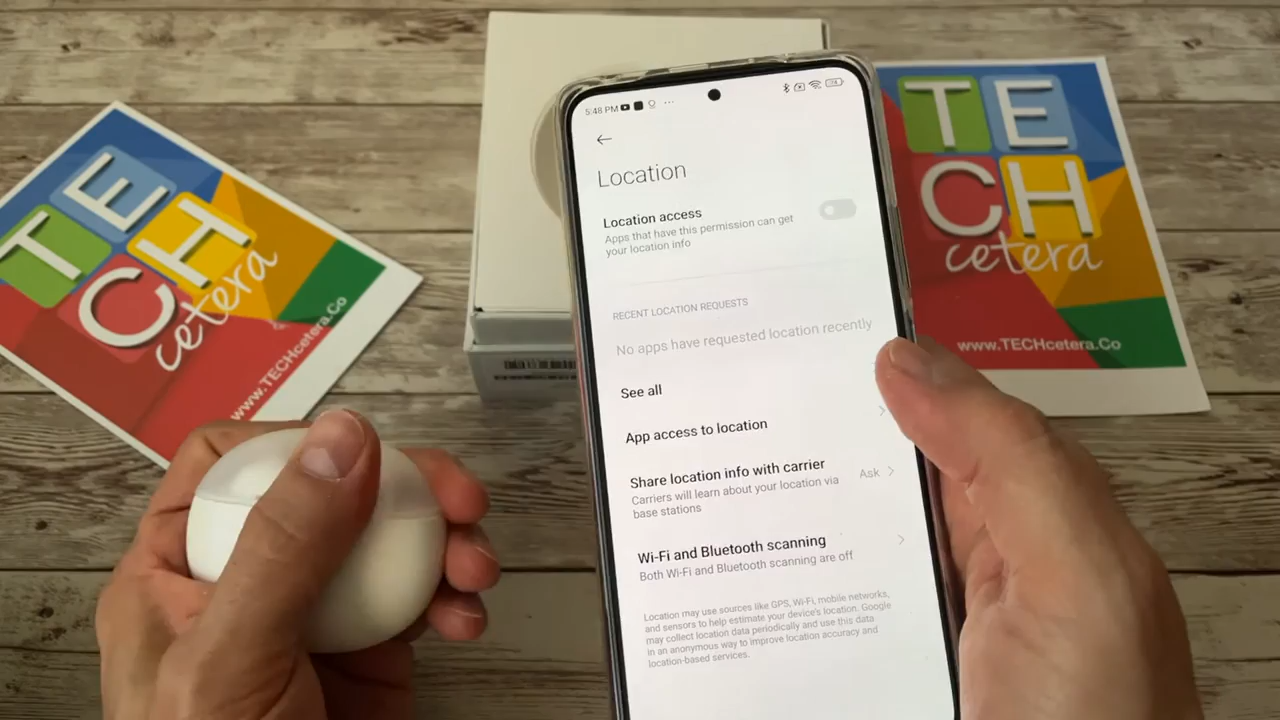 TE
CH
cetera
www.TECHcetera.Co
5:48 PM
Location
Location access
Apps that have this permission can get
your location info
RECENT LOCATION REQUESTS
No apps have requested location recently
See all
App access to location
Share location info with carrier
Ask
Carriers will learn about your location via
base stations
Wi-Fi and Bluetooth scanning
Both Wi-Fi and Bluetooth scanning are off
Location may use sources like GPS, Wi-Fi, mobile networks,
and sensors to help estimate your device's location. Google
may collect location data periodically and use this data
in an anonymous way to improve location accuracy and
location-based services.
TE
CH
cetera
www.TECHcetera.Co